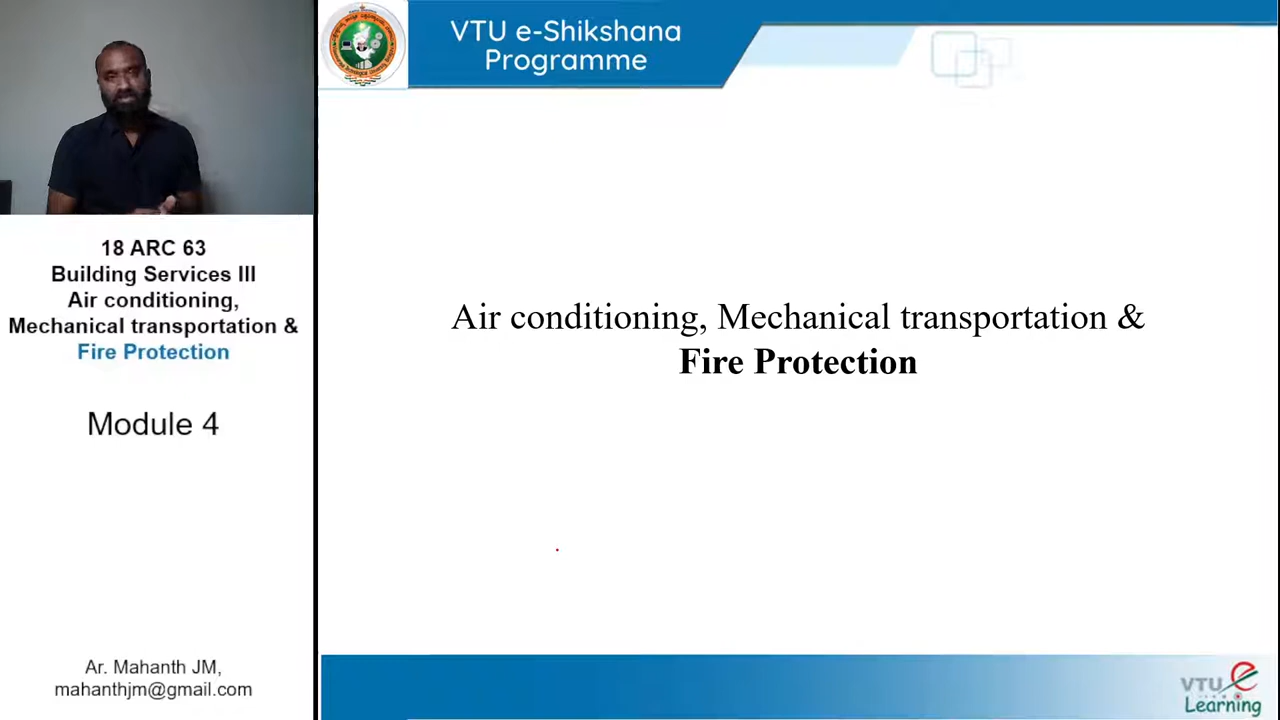 VTU e-Shikshana
Programme
18 ARC 63
Building Services III
Air conditioning,
Mechanical transportation &
Fire Protection
Module 4
Ar. Mahanth JM,
mahanthjm@gmail.com
Air conditioning, Mechanical transportation &
Fire Protection
VTU e
Learning